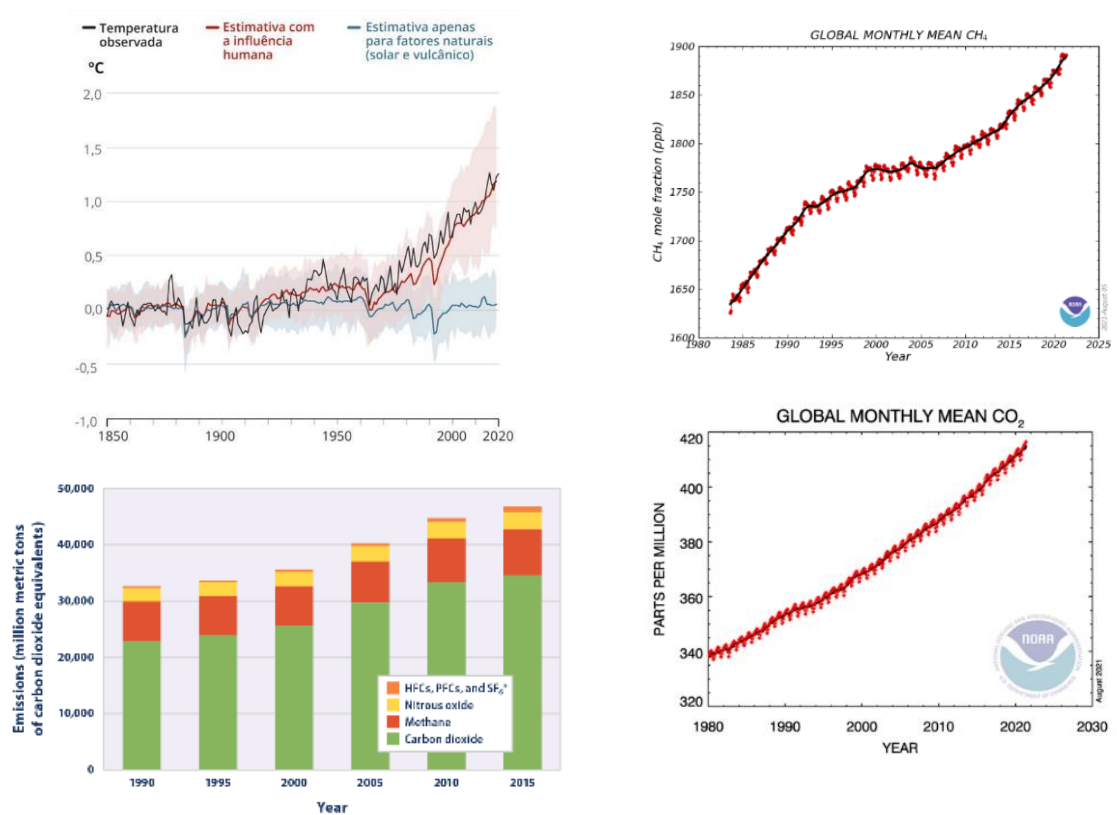 Temperatura
observada
Estimativa com
a influência
humana
Estimativa apenas
para fatores naturais
(solar e vulcânico)
°C
2,0
1,5
1,0
0,5
0,0
-0,5
-1,0
1850
1900
1950
2000
2020
GLOBAL MONTHLY MEAN CH₄
CH₄ mole fraction (ppb)
1900
1850
1800
1750
1700
1650
1600
1980
1985
1990
1995
2000
2005
2010
2015
2020
2025
Year
NOAA
2021-August-05
Emissions (million metric tons
of carbon dioxide equivalents)
50,000
40,000
30,000
20,000
10,000
0
HFCs, PFCs, and SF₆*
Nitrous oxide
Methane
Carbon dioxide
1990
1995
2000
2005
2010
2015
Year
GLOBAL MONTHLY MEAN CO₂
PARTS PER MILLION
420
400
380
360
340
320
NOAA
August 2021
1980
1990
2000
2010
2020
2030
YEAR